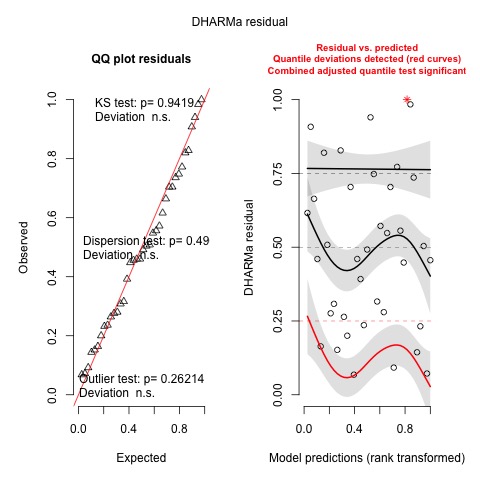 DHARMa residual
QQ plot residuals
Residual vs. predicted
Quantile deviations detected (red curves)
Combined adjusted quantile test significant
KS test: p= 0.9419
Deviation n.s.
Dispersion test: p= 0.49
Deviation n.s.
Outlier test: p= 0.26214
Deviation n.s.
Observed
0.0
0.2
0.4
0.6
0.8
1.0
0.0
0.4
0.8
Expected
DHARMa residual
0.00
0.25
0.50
0.75
1.00
0.0
0.4
0.8
Model predictions (rank transformed)